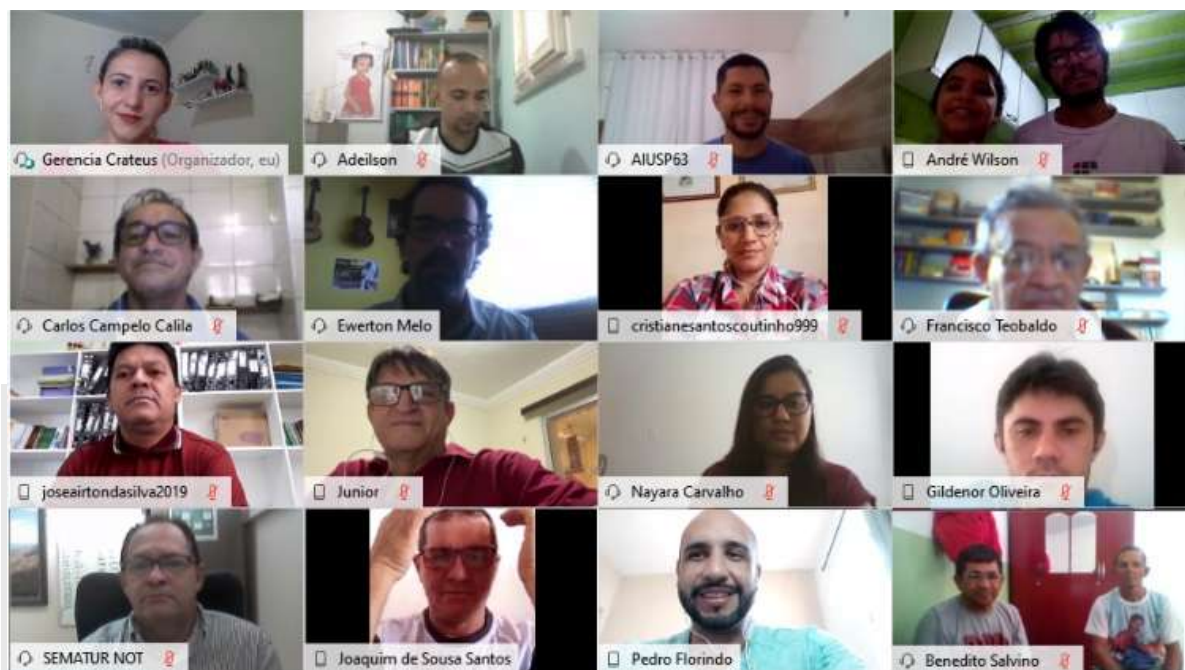 Gerencia Crateus (Organizador, eu)
Adeilson
AIUSP63
André Wilson
Carlos Campelo Calila
Ewerton Melo
cristianesantoscoutinho999
Francisco Teobaldo
joseairtondasilva2019
Junior
Nayara Carvalho
Gildenor Oliveira
SEMATUR NOT
Joaquim de Sousa Santos
Pedro Florindo
Benedito Salvino